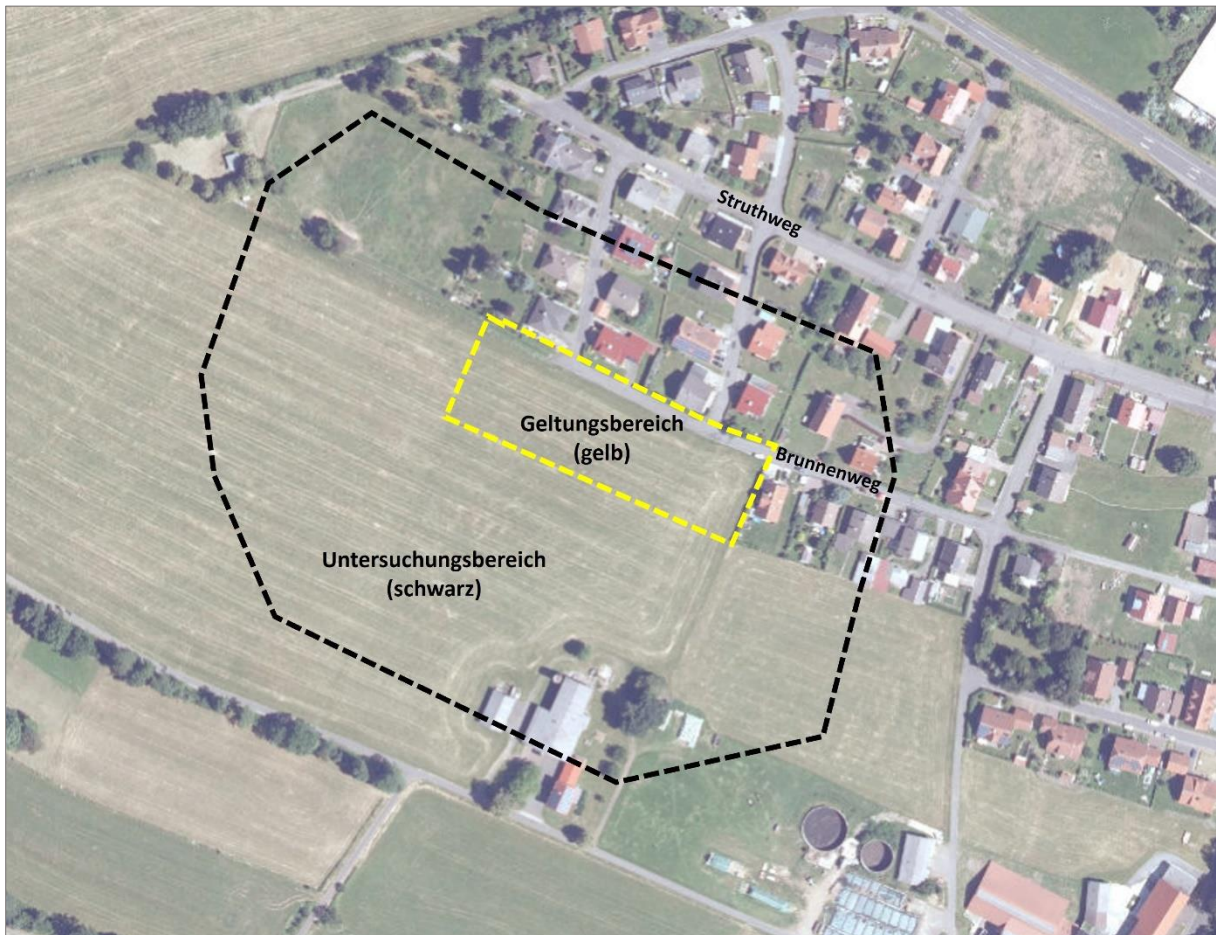 Struthweg
Geltungsbereich
(gelb)
Brunnenweg
Untersuchungsbereich
(schwarz)